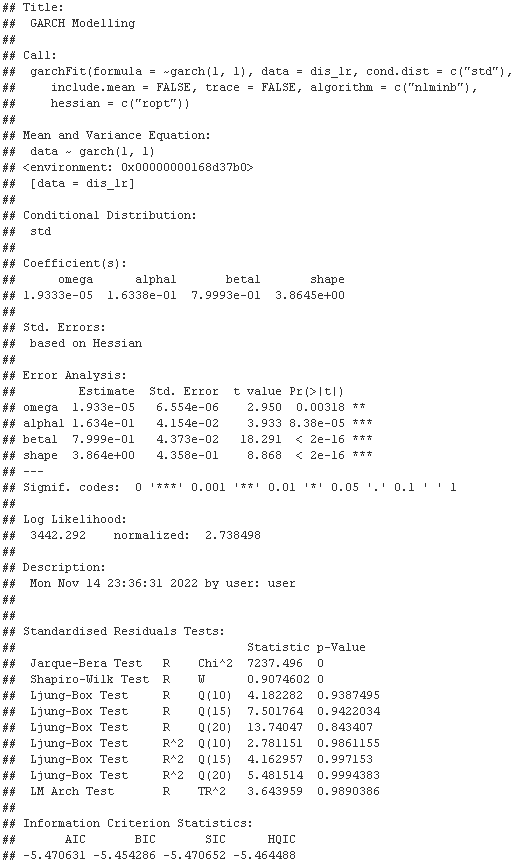 ## Title:
##  GARCH Modelling
##
## Call:
##  garchFit(formula = ~garch(1, 1), data = dis_lr, cond.dist = c("std"),
##     include.mean = FALSE, trace = FALSE, algorithm = c("nlminb"),
##     hessian = c("ropt"))
##
## Mean and Variance Equation:
##  data ~ garch(1, 1)
## <environment: 0x00000000168d37b0>
##  [data = dis_lr]
##
## Conditional Distribution:
##  std
##
## Coefficient(s):
##      omega      alpha1       beta1       shape
## 1.9333e-05  1.6338e-01  7.9993e-01  3.8645e+00
##
## Std. Errors:
##  based on Hessian
##
## Error Analysis:
##         Estimate  Std. Error  t value Pr(>|t|)
## omega  1.933e-05   6.554e-06    2.950  0.00318 **
## alpha1 1.634e-01   4.154e-02    3.933 8.38e-05 ***
## beta1  7.999e-01   4.373e-02   18.291  < 2e-16 ***
## shape  3.864e+00   4.358e-01    8.868  < 2e-16 ***
## ---
## Signif. codes:  0 '***' 0.001 '**' 0.01 '*' 0.05 '.' 0.1 ' ' 1
##
## Log Likelihood:
##  3442.292    normalized:  2.738498
##
## Description:
##  Mon Nov 14 23:36:31 2022 by user: user
##
##
## Standardised Residuals Tests:
##                                 Statistic p-Value
##  Jarque-Bera Test   R    Chi^2  7237.496  0
##  Shapiro-Wilk Test  R    W      0.9074602 0
##  Ljung-Box Test     R    Q(10)  4.182282  0.9387495
##  Ljung-Box Test     R    Q(15)  7.501764  0.9422034
##  Ljung-Box Test     R    Q(20)  13.74047  0.843407
##  Ljung-Box Test     R^2  Q(10)  2.781151  0.9861155
##  Ljung-Box Test     R^2  Q(15)  4.162957  0.997153
##  Ljung-Box Test     R^2  Q(20)  5.481514  0.9994383
##  LM Arch Test       R    TR^2   3.643959  0.9890386
##
## Information Criterion Statistics:
##       AIC       BIC       SIC      HQIC
## -5.470631 -5.454286 -5.470652 -5.464488